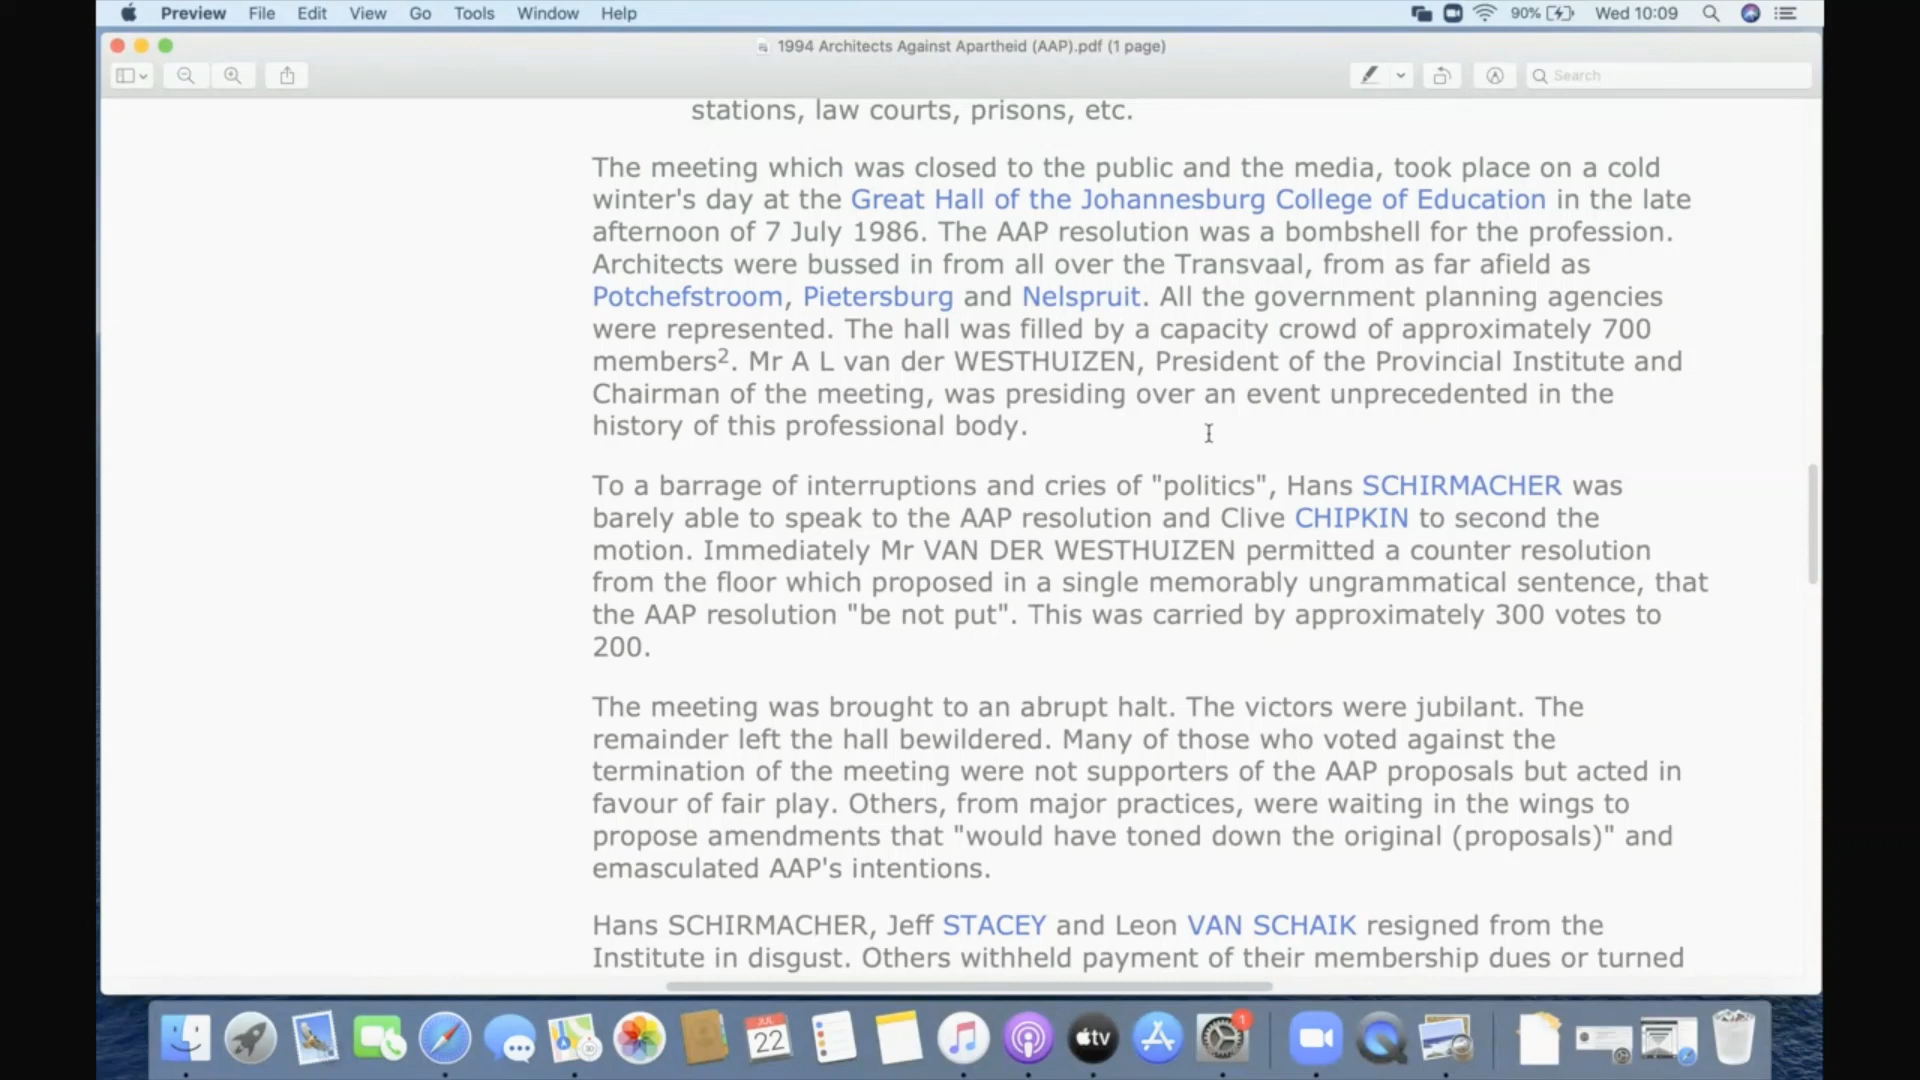 Preview File Edit View Go Tools Window Help 90% Wed 10:09
1994 Architects Against Apartheid (AAP).pdf (1 page)
Search
stations, law courts, prisons, etc.
The meeting which was closed to the public and the media, took place on a cold
winter's day at the Great Hall of the Johannesburg College of Education in the late
afternoon of 7 July 1986. The AAP resolution was a bombshell for the profession.
Architects were bussed in from all over the Transvaal, from as far afield as
Potchefstroom, Pietersburg and Nelspruit. All the government planning agencies
were represented. The hall was filled by a capacity crowd of approximately 700
members². Mr A L van der WESTHUIZEN, President of the Provincial Institute and
Chairman of the meeting, was presiding over an event unprecedented in the
history of this professional body.
To a barrage of interruptions and cries of "politics", Hans SCHIRMACHER was
barely able to speak to the AAP resolution and Clive CHIPKIN to second the
motion. Immediately Mr VAN DER WESTHUIZEN permitted a counter resolution
from the floor which proposed in a single memorably ungrammatical sentence, that
the AAP resolution "be not put". This was carried by approximately 300 votes to
200.
The meeting was brought to an abrupt halt. The victors were jubilant. The
remainder left the hall bewildered. Many of those who voted against the
termination of the meeting were not supporters of the AAP proposals but acted in
favour of fair play. Others, from major practices, were waiting in the wings to
propose amendments that "would have toned down the original (proposals)" and
emasculated AAP's intentions.
Hans SCHIRMACHER, Jeff STACEY and Leon VAN SCHAIK resigned from the
Institute in disgust. Others withheld payment of their membership dues or turned
JUL
22
tv
1